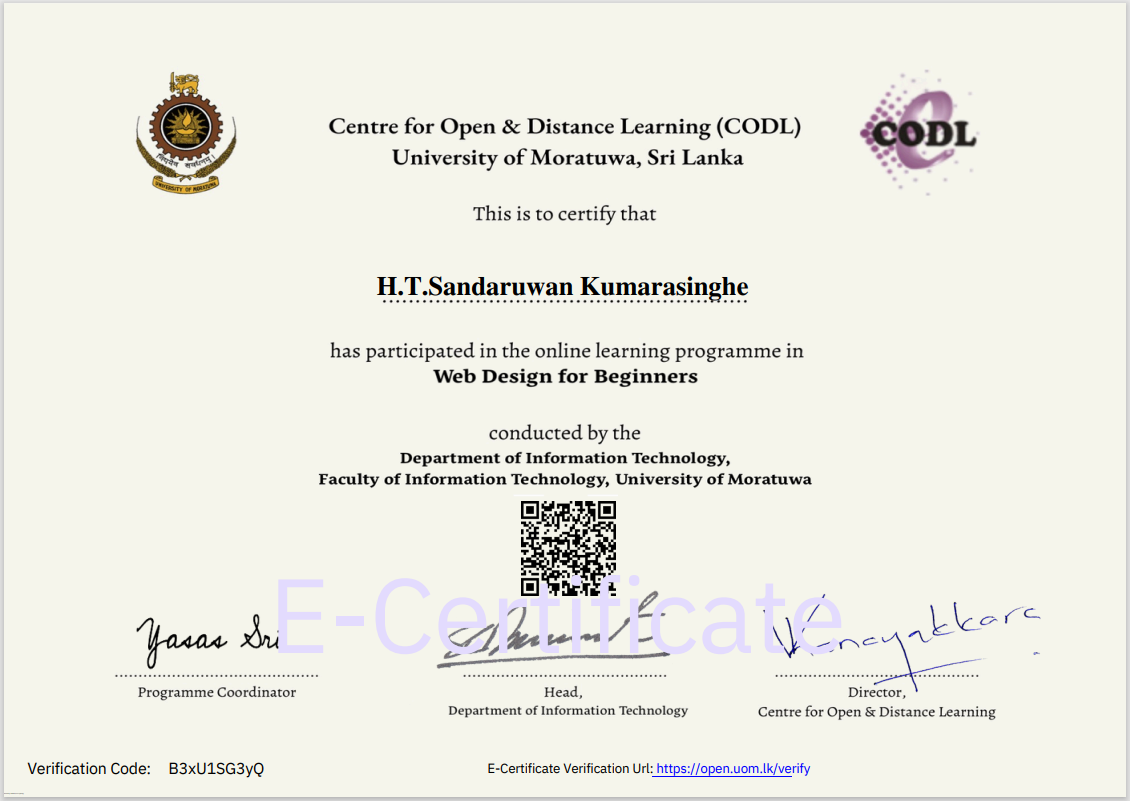 Centre for Open & Distance Learning (CODL)
University of Moratuwa, Sri Lanka
CODL
UNIVERSITY OF MORATUWA
This is to certify that
H.T.Sandaruwan Kumarasinghe
has participated in the online learning programme in
Web Design for Beginners
conducted by the
Department of Information Technology,
Faculty of Information Technology, University of Moratuwa
E-Certificate
Yasas Sri
Programme Coordinator
Head,
Department of Information Technology
Director,
Centre for Open & Distance Learning
Verification Code: B3xU1SG3yQ
E-Certificate Verification Url: https://open.uom.lk/verify